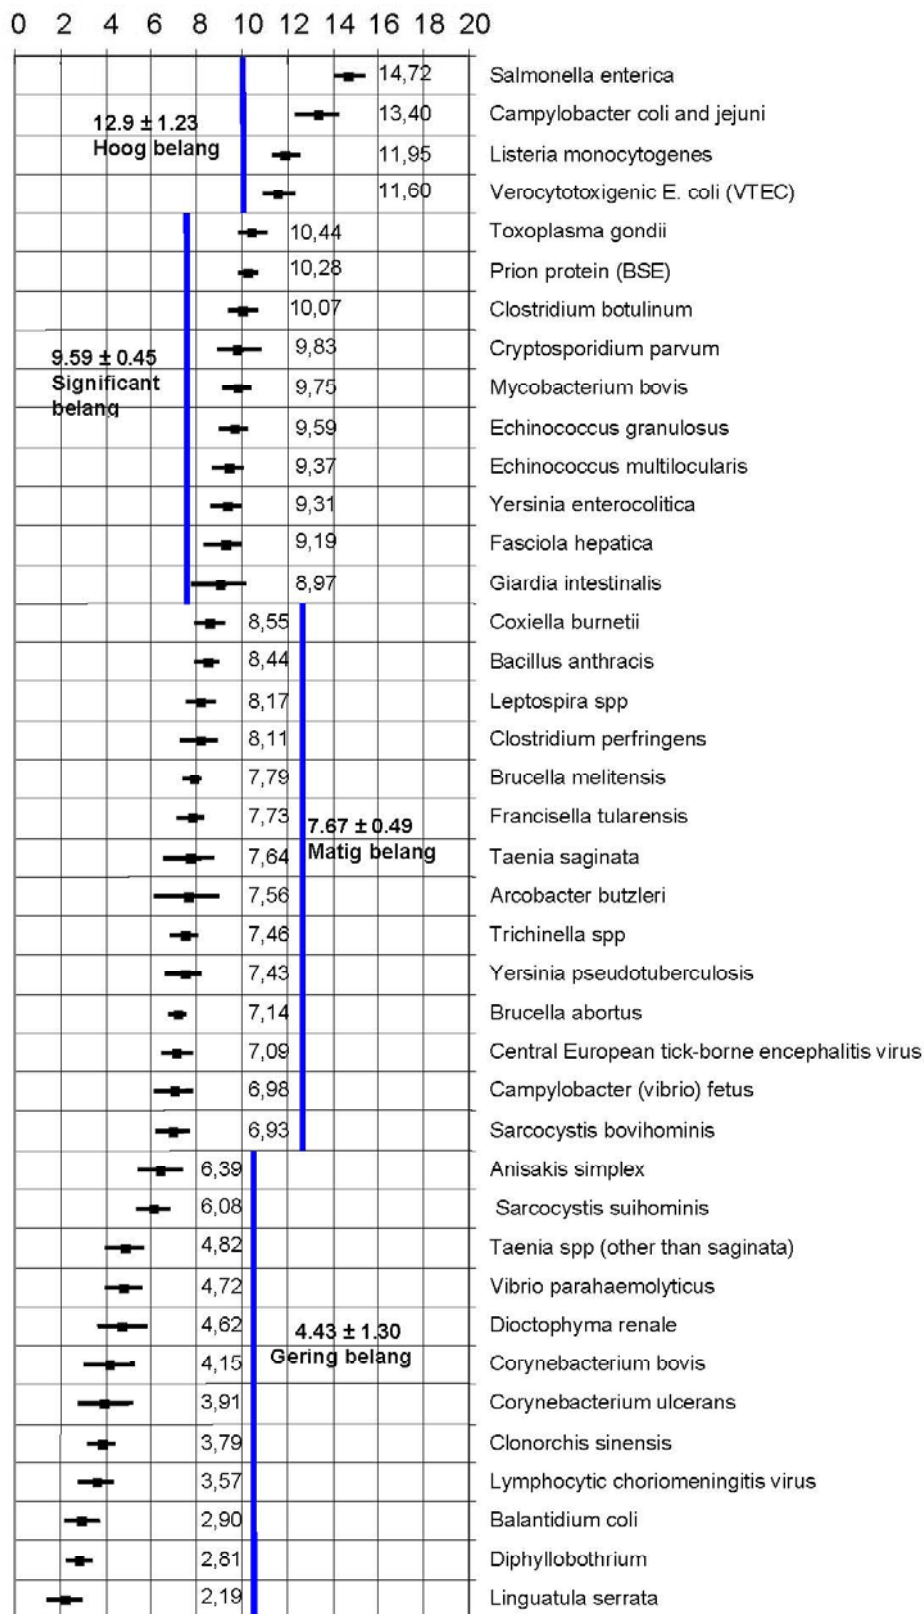 0 2 4 6 8 10 12 14 16 18 20
14,72 Salmonella enterica
13,40 Campylobacter coli and jejuni
12.9 ± 1.23
Hoog belang
11,95 Listeria monocytogenes
11,60 Verocytotoxigenic E. coli (VTEC)
10,44 Toxoplasma gondii
10,28 Prion protein (BSE)
10,07 Clostridium botulinum
9,83 Cryptosporidium parvum
9.59 ± 0.45
Significant
belang
9,75 Mycobacterium bovis
9,59 Echinococcus granulosus
9,37 Echinococcus multilocularis
9,31 Yersinia enterocolitica
9,19 Fasciola hepatica
8,97 Giardia intestinalis
8,55 Coxiella burnetii
8,44 Bacillus anthracis
8,17 Leptospira spp
8,11 Clostridium perfringens
7,79 Brucella melitensis
7,73 Francisella tularensis
7.67 ± 0.49
Matig belang
7,64 Taenia saginata
7,56 Arcobacter butzleri
7,46 Trichinella spp
7,43 Yersinia pseudotuberculosis
7,14 Brucella abortus
7,09 Central European tick-borne encephalitis virus
6,98 Campylobacter (vibrio) fetus
6,93 Sarcocystis bovihominis
6,39 Anisakis simplex
6,08 Sarcocystis suihominis
4,82 Taenia spp (other than saginata)
4,72 Vibrio parahaemolyticus
4,62 Dioctophyma renale
4.43 ± 1.30
Gering belang
4,15 Corynebacterium bovis
3,91 Corynebacterium ulcerans
3,79 Clonorchis sinensis
3,57 Lymphocytic choriomeningitis virus
2,90 Balantidium coli
2,81 Diphyllobothrium
2,19 Linguatula serrata